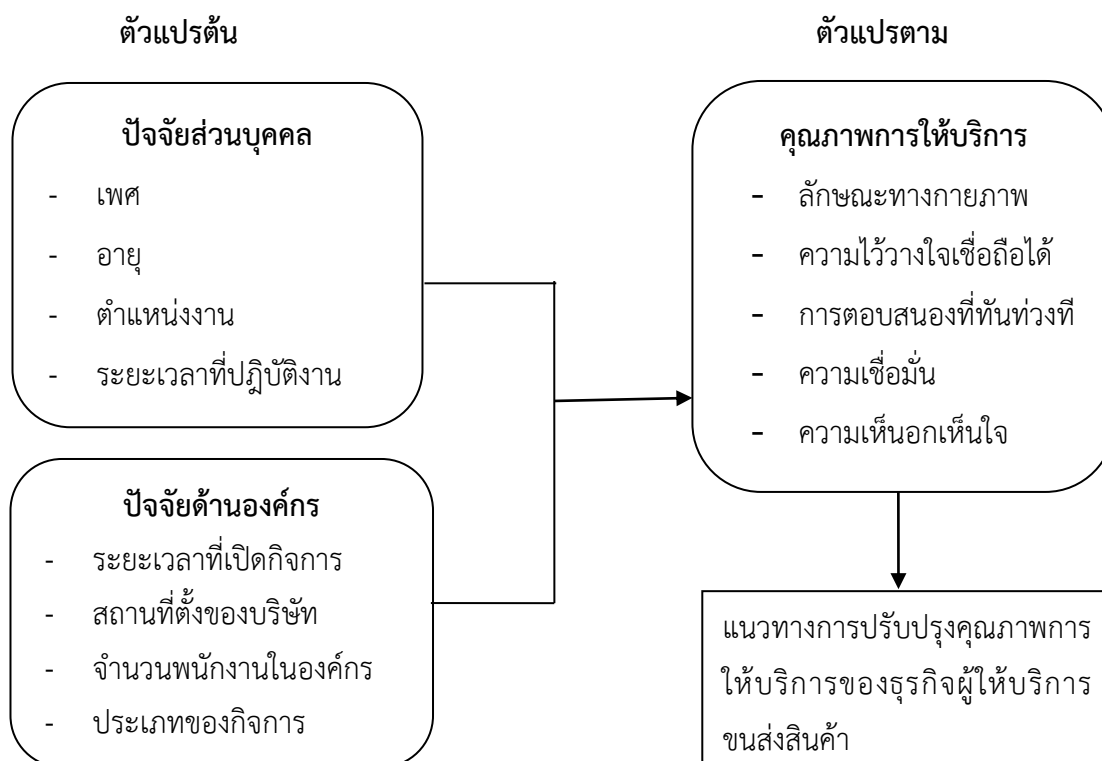 ตัวแปรต้น
ตัวแปรตาม
ปัจจัยส่วนบุคคล
- เพศ
- อายุ
- ตำแหน่งงาน
- ระยะเวลาที่ปฏิบัติงาน
ปัจจัยด้านองค์กร
- ระยะเวลาที่เปิดกิจการ
- สถานที่ตั้งของบริษัท
- จำนวนพนักงานในองค์กร
- ประเภทของกิจการ
คุณภาพการให้บริการ
- ลักษณะทางกายภาพ
- ความไว้วางใจเชื่อถือได้
- การตอบสนองที่ทันท่วงที
- ความเชื่อมั่น
- ความเห็นอกเห็นใจ
แนวทางการปรับปรุงคุณภาพการ
ให้บริการของธุรกิจผู้ให้บริการ
ขนส่งสินค้า